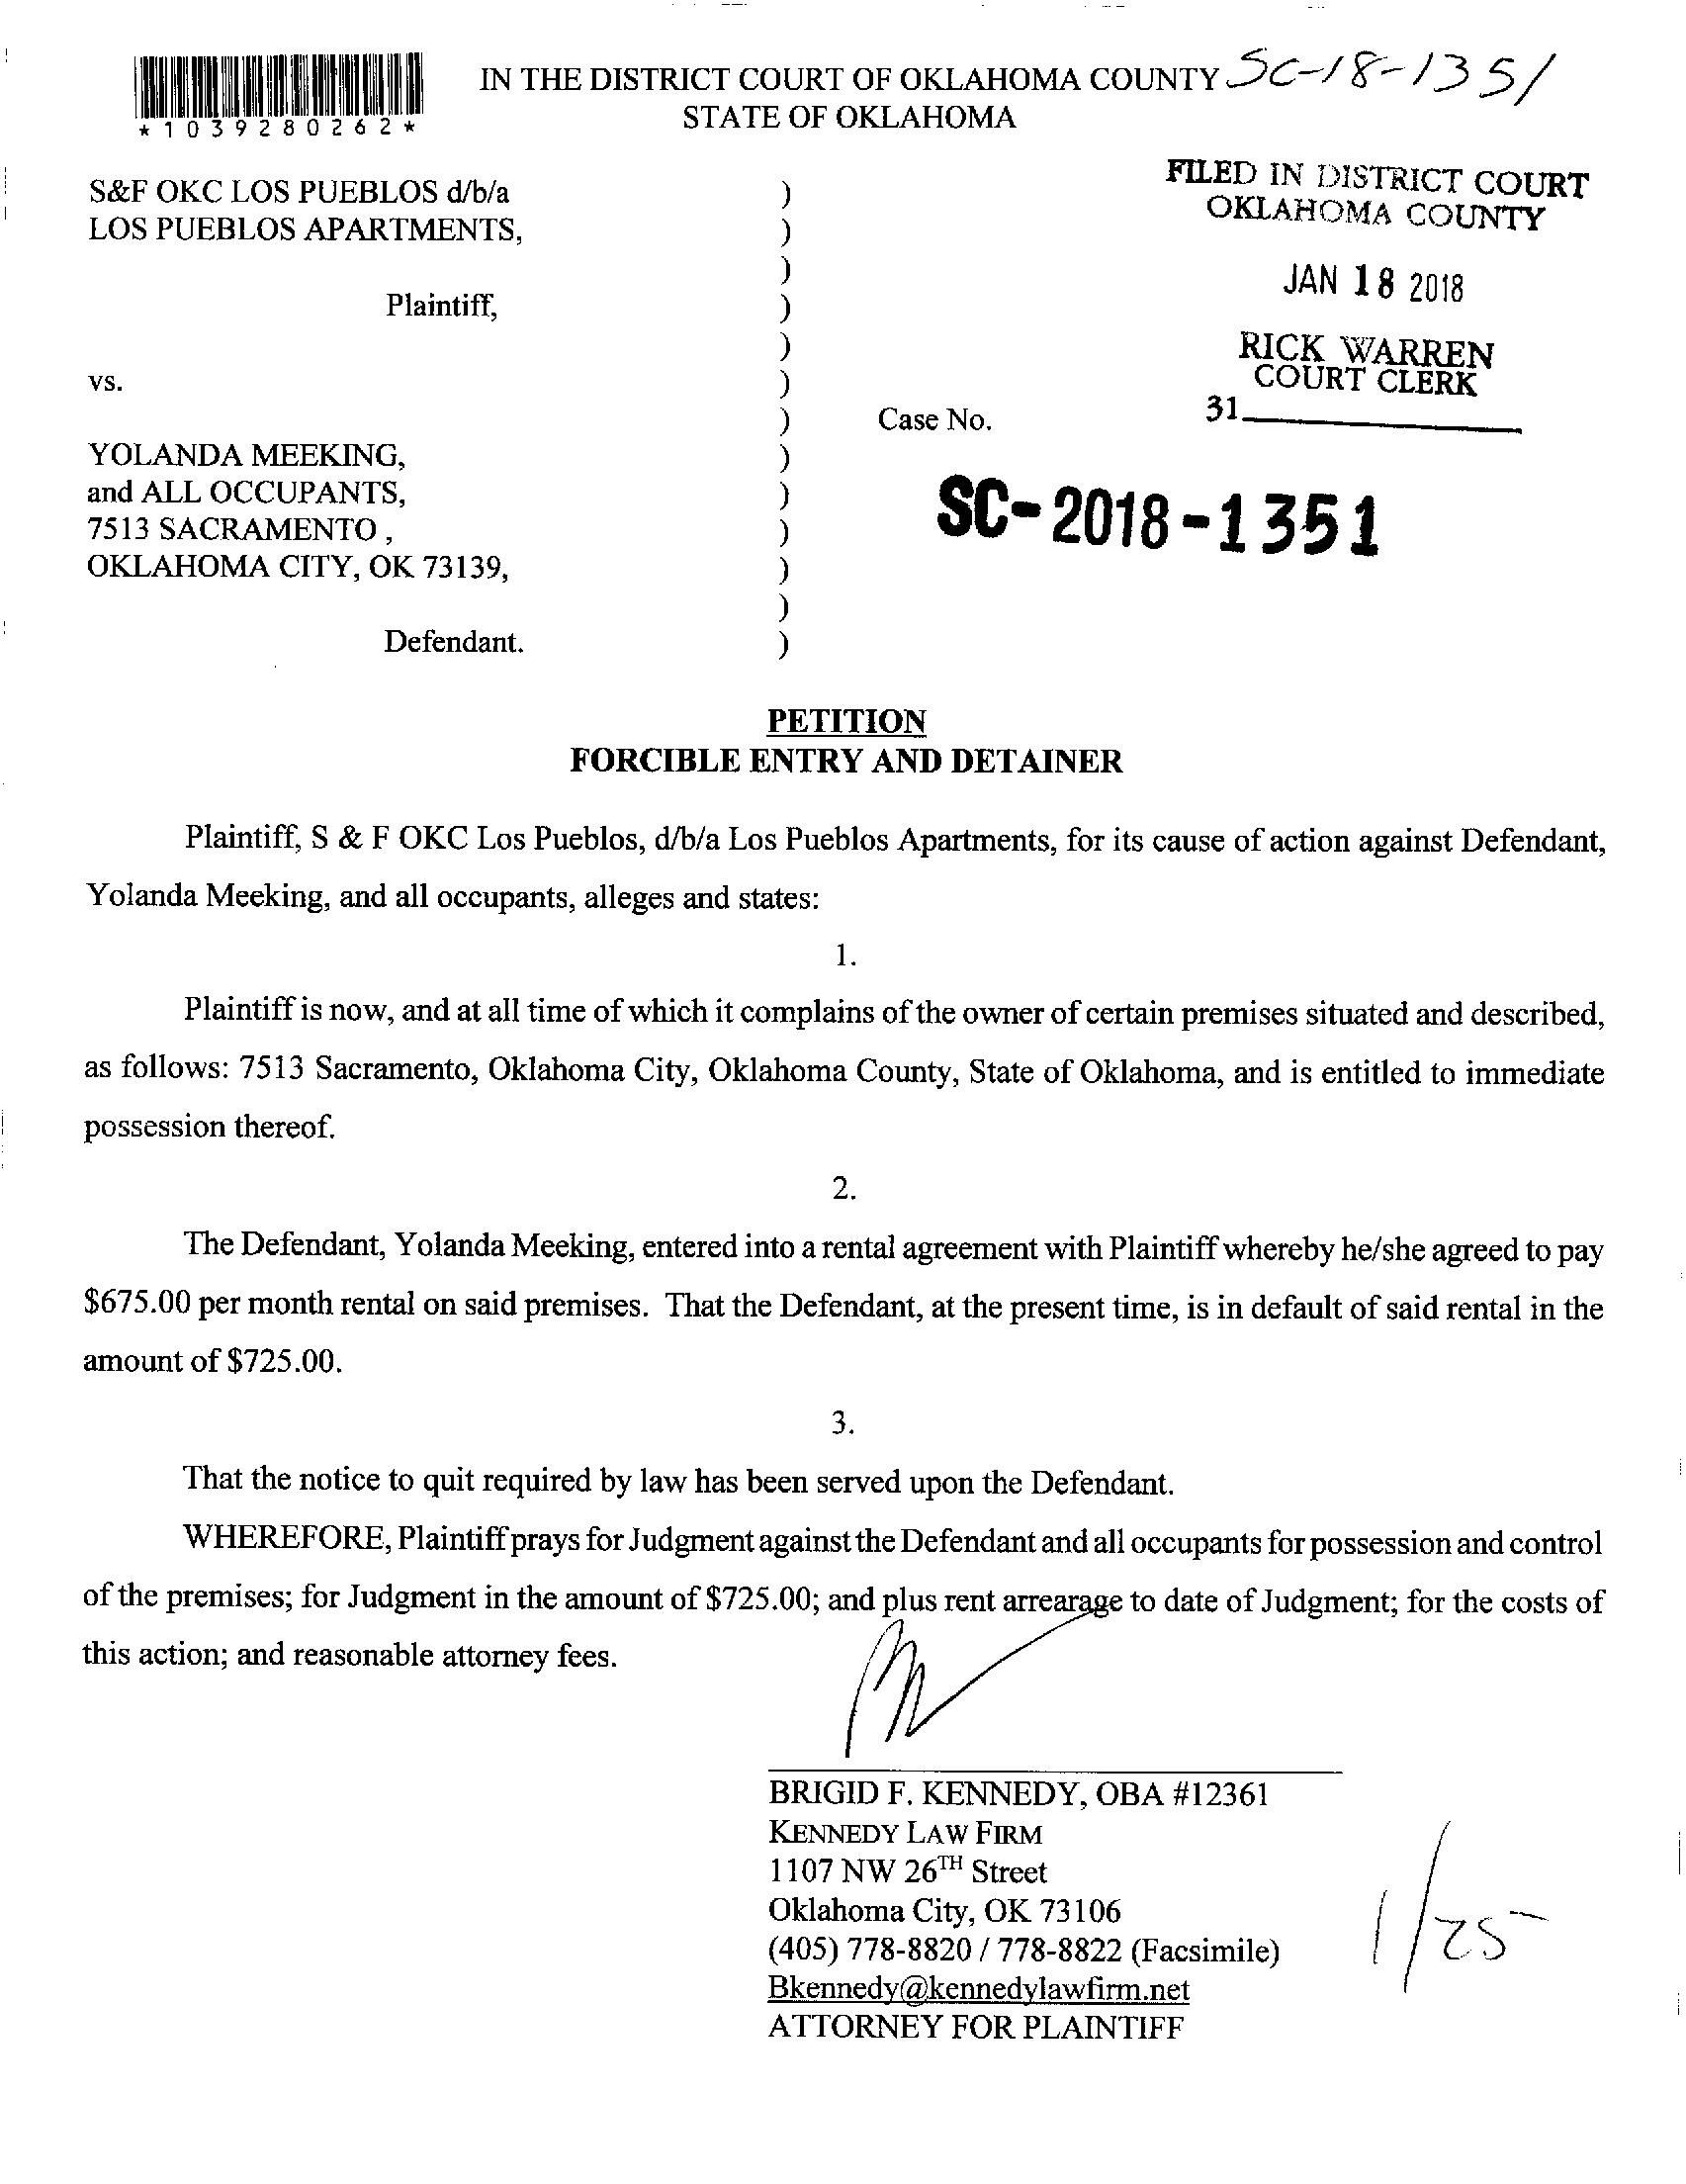 IN THE DISTRICT COURT OF OKLAHOMA COUNTY SC-18-1351
STATE OF OKLAHOMA
*1039280262*
FILED IN DISTRICT COURT
OKLAHOMA COUNTY
JAN 18 2018
RICK WARREN
COURT CLERK
31
S&F OKC LOS PUEBLOS d/b/a )
LOS PUEBLOS APARTMENTS, )
)
Plaintiff, )
)
vs. )
) Case No.
YOLANDA MEEKING, )
and ALL OCCUPANTS, ) SC-2018-1351
7513 SACRAMENTO , )
OKLAHOMA CITY, OK 73139, )
)
Defendant. )
PETITION
FORCIBLE ENTRY AND DETAINER
Plaintiff, S & F OKC Los Pueblos, d/b/a Los Pueblos Apartments, for its cause of action against Defendant,
Yolanda Meeking, and all occupants, alleges and states:
1.
Plaintiff is now, and at all time of which it complains of the owner of certain premises situated and described,
as follows: 7513 Sacramento, Oklahoma City, Oklahoma County, State of Oklahoma, and is entitled to immediate
possession thereof.
2.
The Defendant, Yolanda Meeking, entered into a rental agreement with Plaintiff whereby he/she agreed to pay
$675.00 per month rental on said premises. That the Defendant, at the present time, is in default of said rental in the
amount of $725.00.
3.
That the notice to quit required by law has been served upon the Defendant.
WHEREFORE, Plaintiff prays for Judgment against the Defendant and all occupants for possession and control
of the premises; for Judgment in the amount of $725.00; and plus rent arrearage to date of Judgment; for the costs of
this action; and reasonable attorney fees.
BRIGID F. KENNEDY, OBA #12361
KENNEDY LAW FIRM
1107 NW 26TH Street
Oklahoma City, OK 73106
(405) 778-8820 / 778-8822 (Facsimile)
Bkennedy@kennedylawfirm.net
ATTORNEY FOR PLAINTIFF
1/25